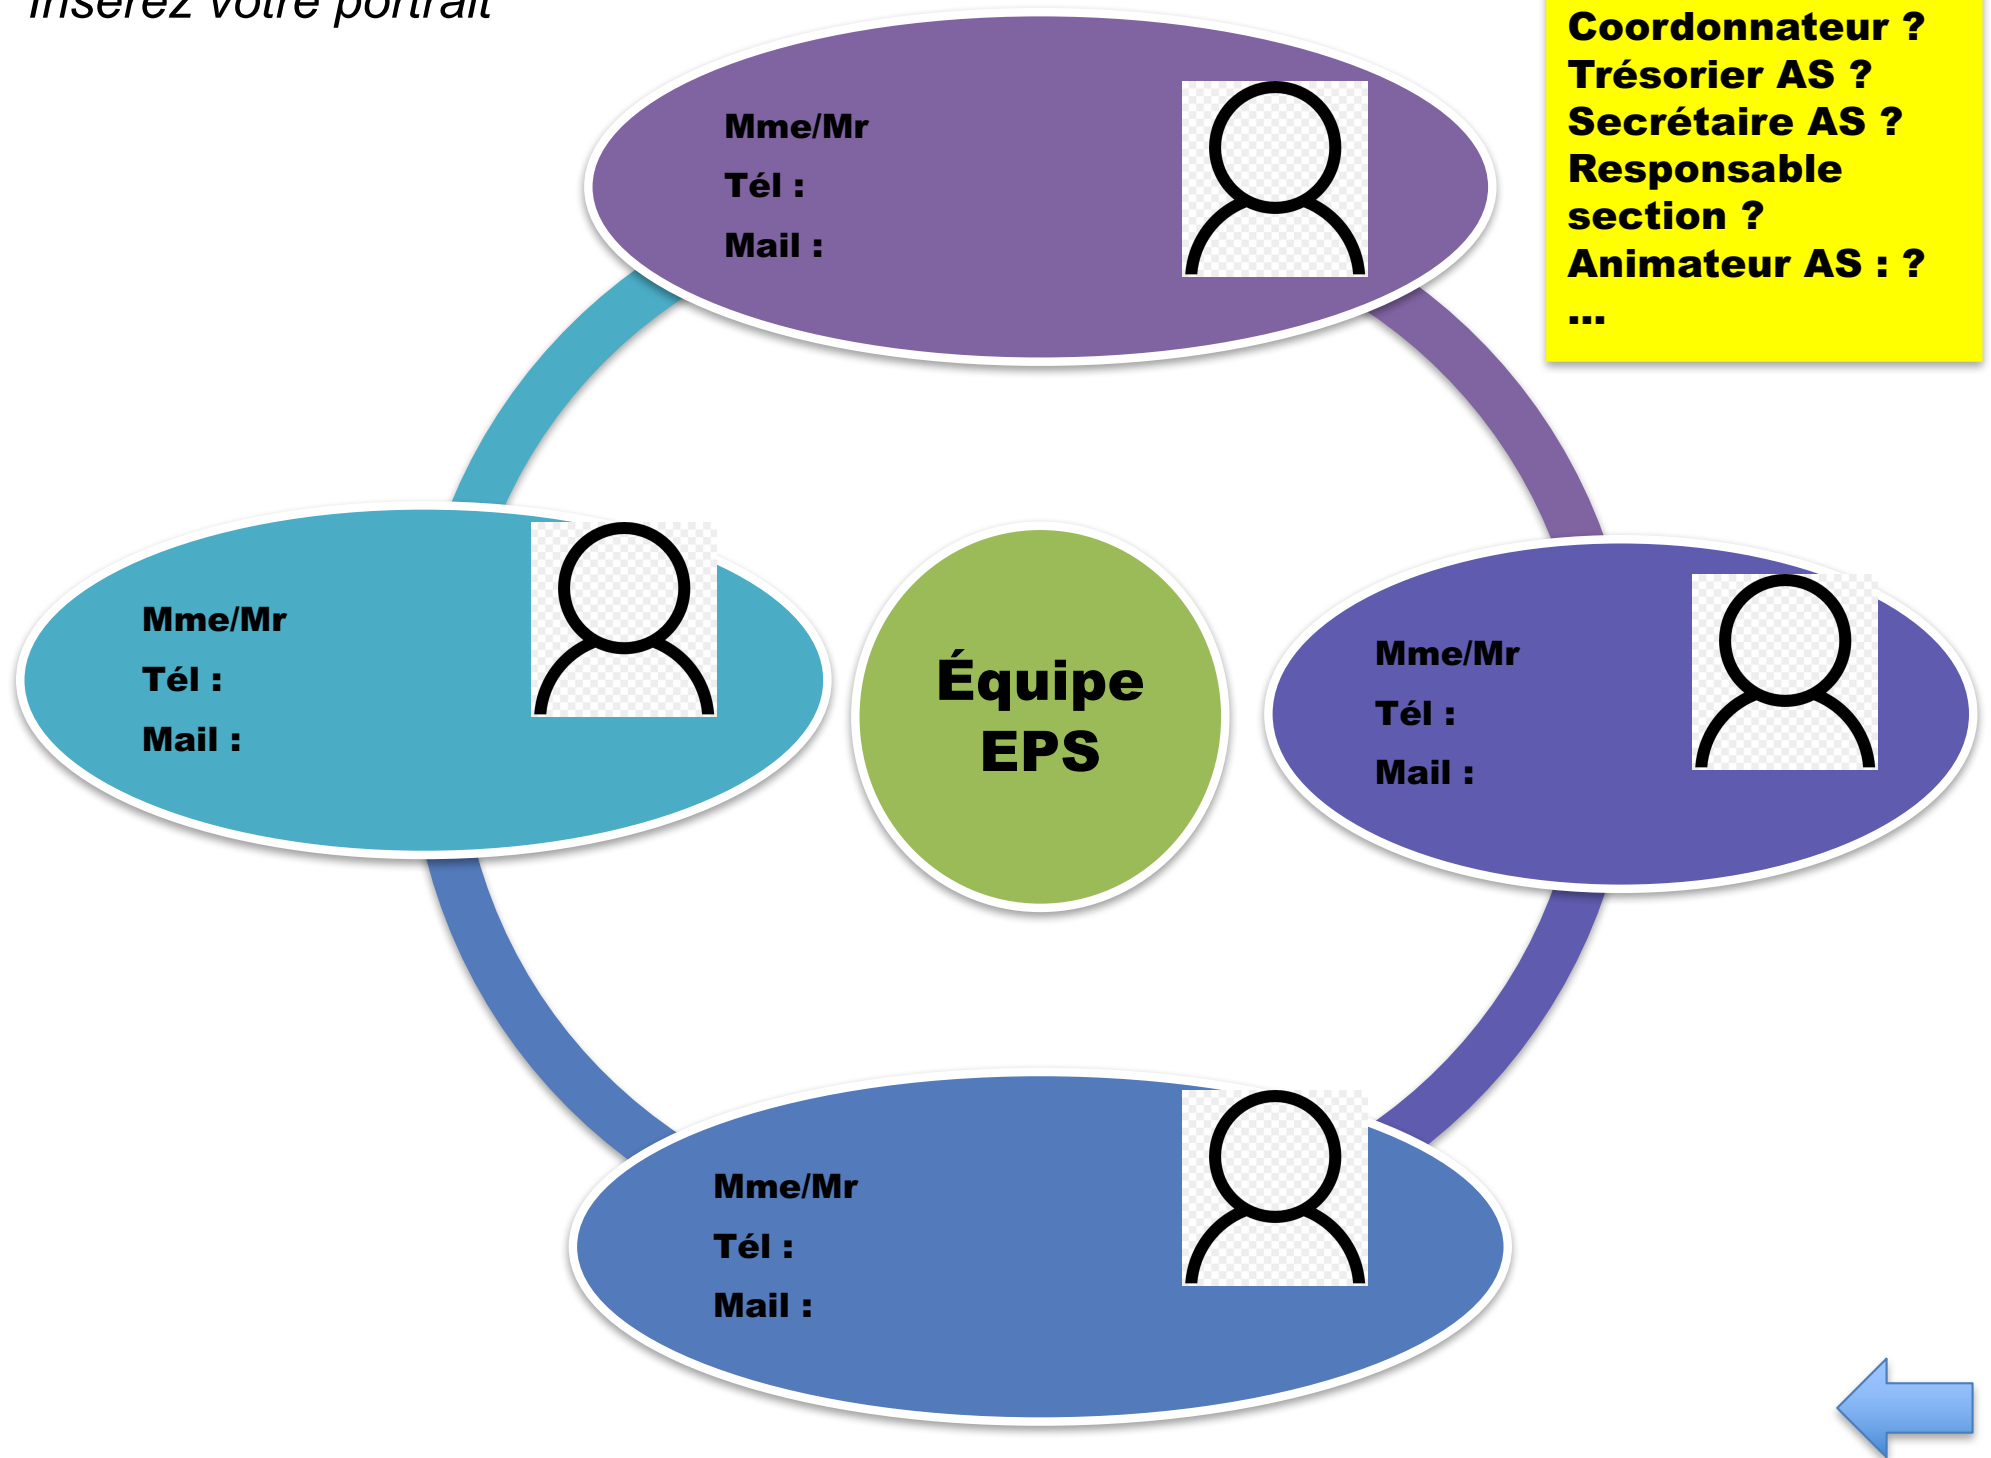 Insérez votre portrait
Coordonnateur ?
Trésorier AS ?
Secrétaire AS ?
Responsable
section ?
Animateur AS : ?
...
Mme/Mr
Tél :
Mail :
Mme/Mr
Tél :
Mail :
Équipe
EPS
Mme/Mr
Tél :
Mail :
Mme/Mr
Tél :
Mail :